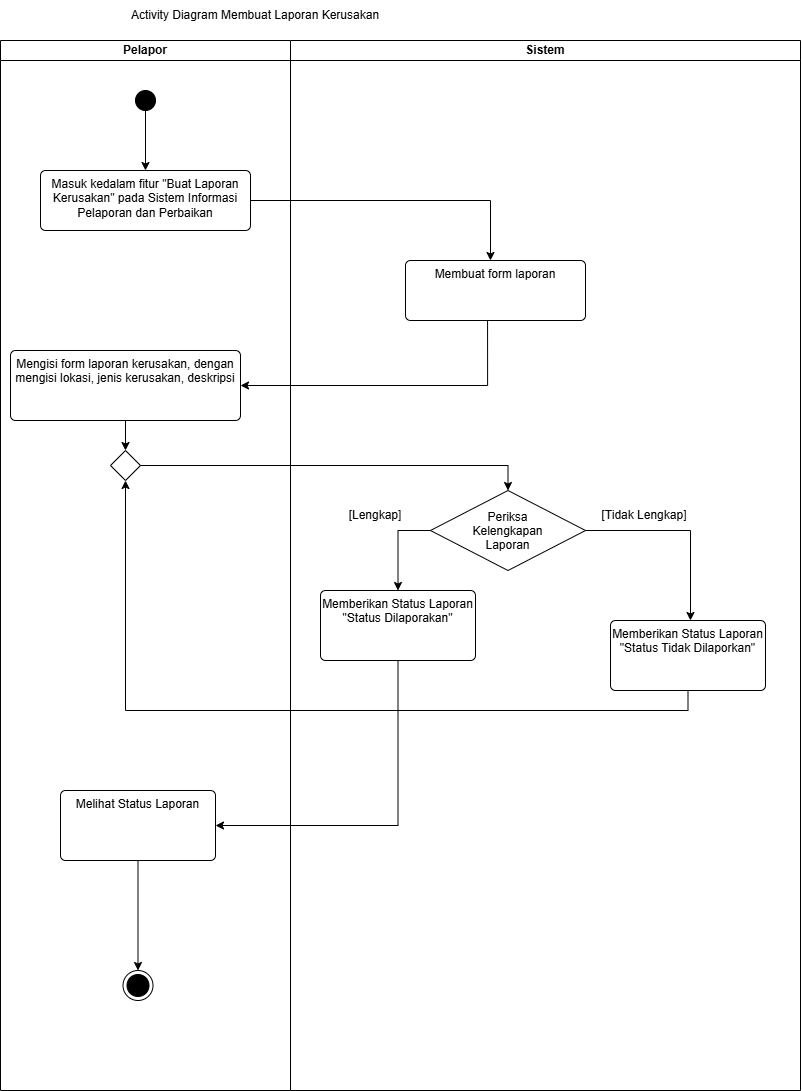 Activity Diagram Membuat Laporan Kerusakan
Pelapor
Sistem
Masuk kedalam fitur "Buat Laporan
Kerusakan" pada Sistem Informasi
Pelaporan dan Perbaikan
Membuat form laporan
Mengisi form laporan kerusakan, dengan
mengisi lokasi, jenis kerusakan, deskripsi
[Lengkap]
Periksa
Kelengkapan
Laporan
[Tidak Lengkap]
Memberikan Status Laporan
"Status Dilaporakan"
Memberikan Status Laporan
"Status Tidak Dilaporkan"
Melihat Status Laporan